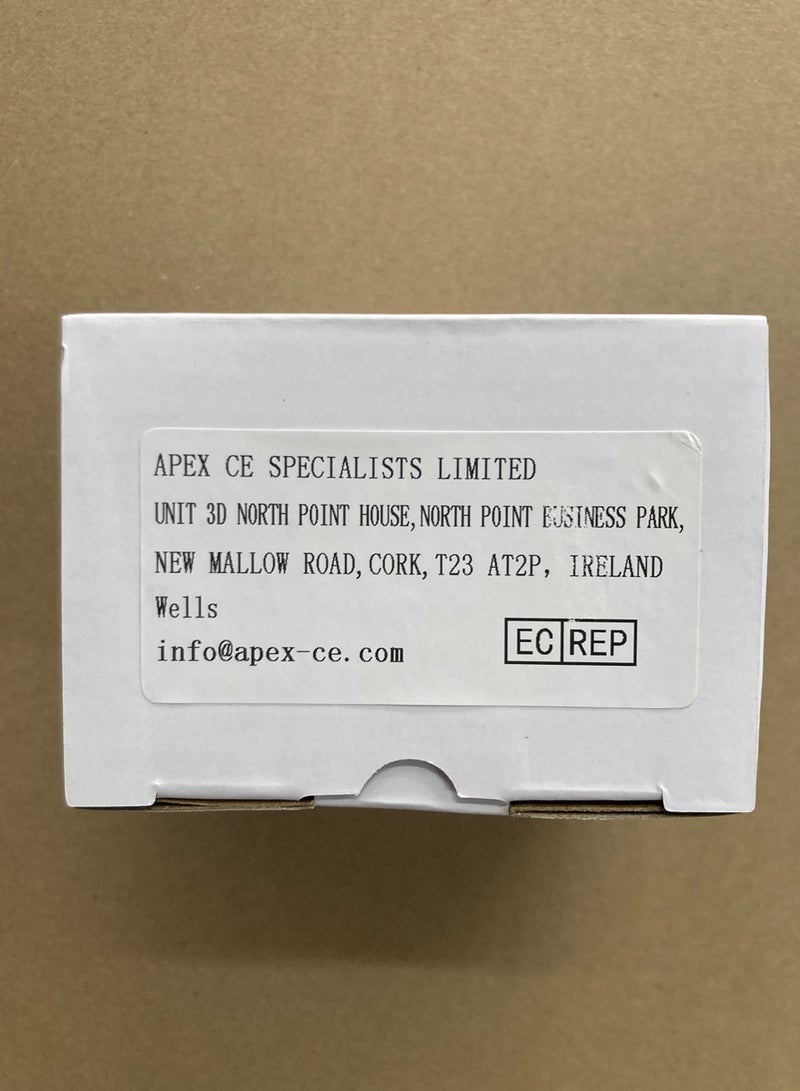 APEX CE SPECIALISTS LIMITED
UNIT 3D NORTH POINT HOUSE, NORTH POINT BUSINESS PARK,
NEW MALLOW ROAD, CORK, T23 AT2P, IRELAND
Wells
info@apex-ce.com
EC REP